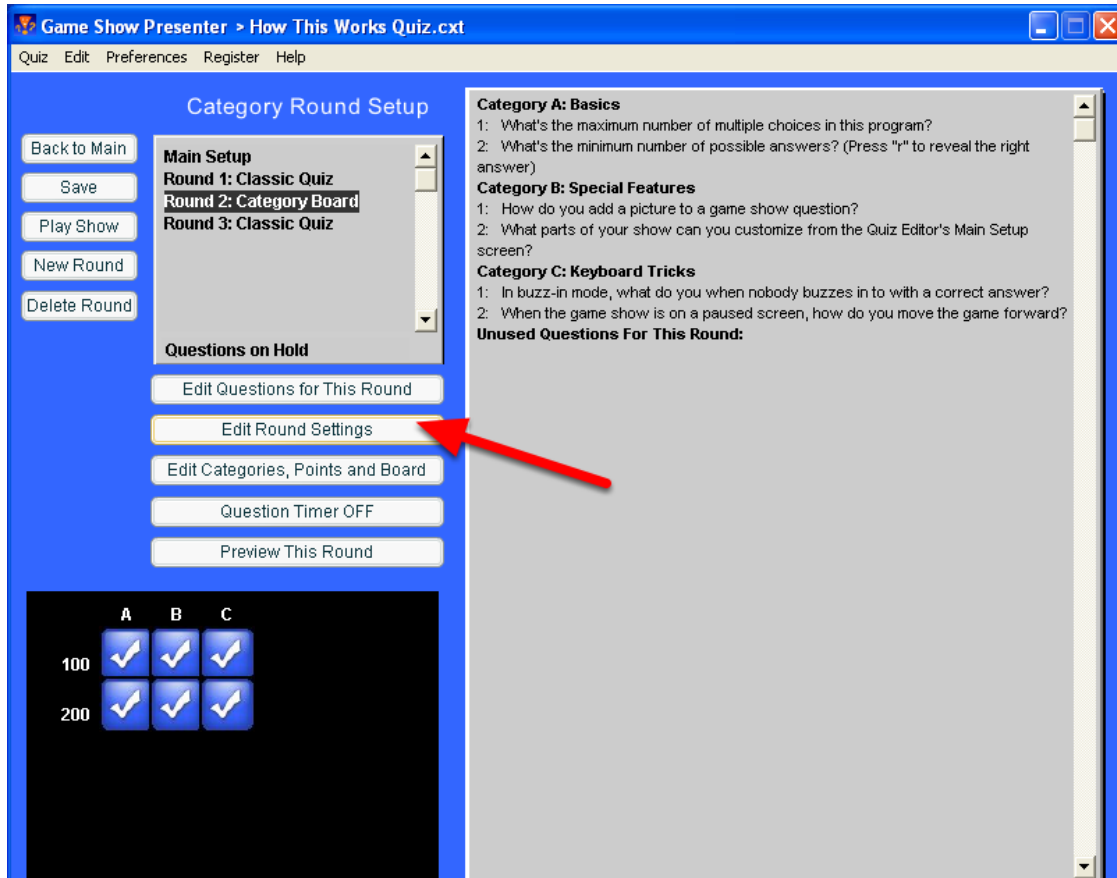 Game Show Presenter > How This Works Quiz.cxt
Quiz Edit Preferences Register Help
Category Round Setup
Back to Main
Save
Play Show
New Round
Delete Round
Main Setup
Round 1: Classic Quiz
Round 2: Category Board
Round 3: Classic Quiz
Questions on Hold
Edit Questions for This Round
Edit Round Settings
Edit Categories, Points and Board
Question Timer OFF
Preview This Round
A B C
100
200
Category A: Basics
1: What's the maximum number of multiple choices in this program?
2: What's the minimum number of possible answers? (Press "r" to reveal the right
answer)
Category B: Special Features
1: How do you add a picture to a game show question?
2: What parts of your show can you customize from the Quiz Editor's Main Setup
screen?
Category C: Keyboard Tricks
1: In buzz-in mode, what do you when nobody buzzes in to with a correct answer?
2: When the game show is on a paused screen, how do you move the game forward?
Unused Questions For This Round: